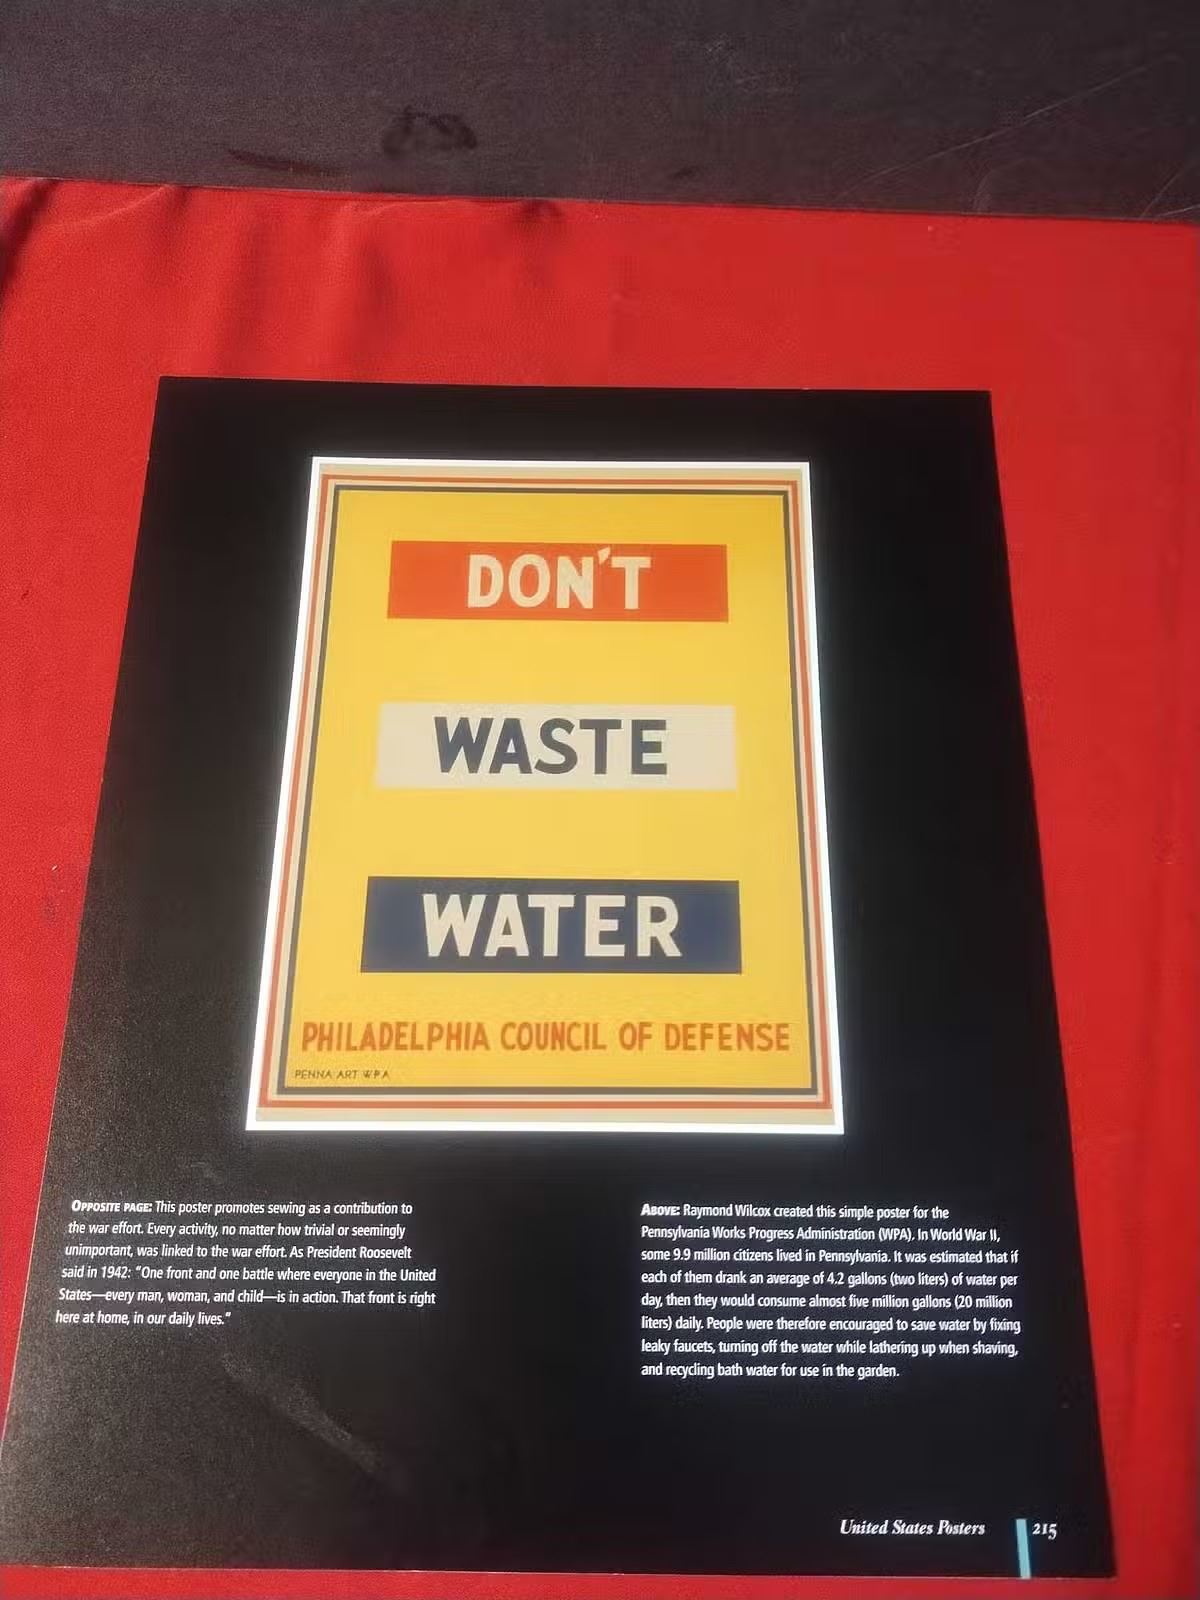 DON'T
WASTE
WATER
PHILADELPHIA COUNCIL OF DEFENSE
PENNA ART WPA
OPPOSITE PAGE: This poster promotes sewing as a contribution to
the war effort. Every activity, no matter how trivial or seemingly
unimportant, was linked to the war effort. As President Roosevelt
said in 1942: "One front and one battle where everyone in the United
States—every man, woman, and child—is in action. That front is right
here at home, in our daily lives."
ABOVE: Raymond Wilcox created this simple poster for the
Pennsylvania Works Progress Administration (WPA). In World War II,
some 9.9 million citizens lived in Pennsylvania. It was estimated that if
each of them drank an average of 4.2 gallons (two liters) of water per
day, then they would consume almost five million gallons (20 million
liters) daily. People were therefore encouraged to save water by fixing
leaky faucets, turning off the water while lathering up when shaving,
and recycling bath water for use in the garden.
United States Posters 215